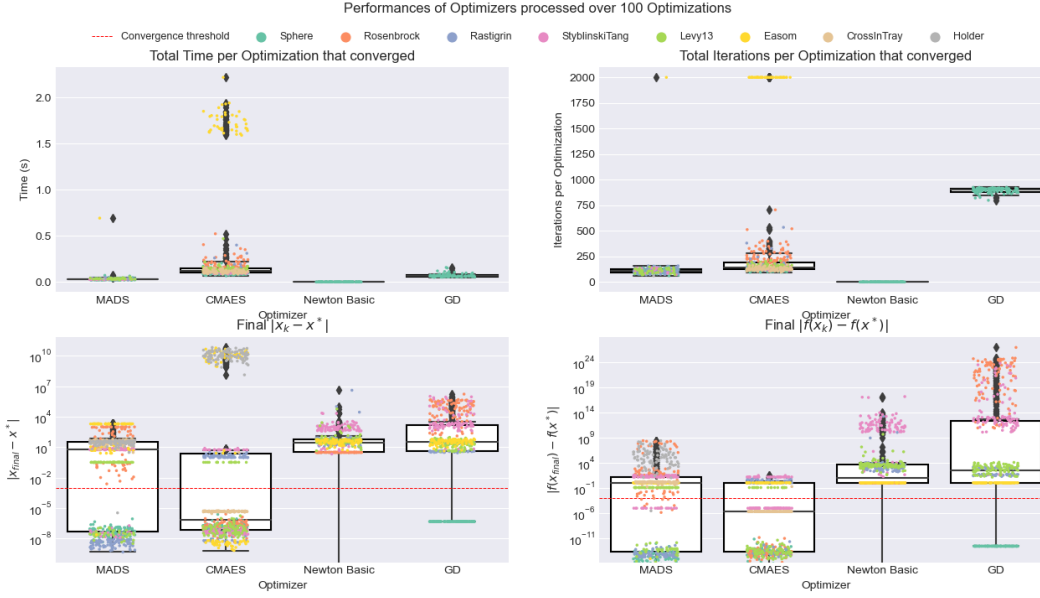 Performances of Optimizers processed over 100 Optimizations
Convergence threshold Sphere Rosenbrock Rastigrin StyblinskiTang Levy13 Easom CrossInTray Holder
Total Time per Optimization that converged
Time (s)
2.0
1.5
1.0
0.5
0.0
MADS CMAES Newton Basic GD
Optimizer
Total Iterations per Optimization that converged
Iterations per Optimization
2000
1750
1500
1250
1000
750
500
250
0
MADS CMAES Newton Basic GD
Optimizer
Final |x_k − x*|
|x_final − x*|
10^10
10^7
10^4
10^1
10^−2
10^−5
10^−8
MADS CMAES Newton Basic GD
Optimizer
Final |f(x_k) − f(x*)|
|f(x_final) − f(x*)|
10^24
10^19
10^14
10^9
10^4
10^−1
10^−6
10^−11
MADS CMAES Newton Basic GD
Optimizer